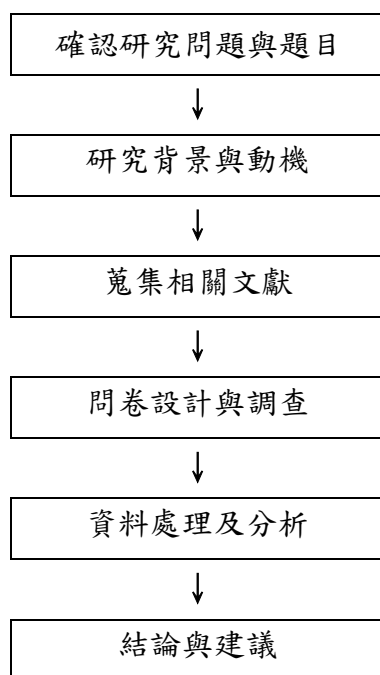 確認研究問題與題目
研究背景與動機
蒐集相關文獻
問卷設計與調查
資料處理及分析
結論與建議